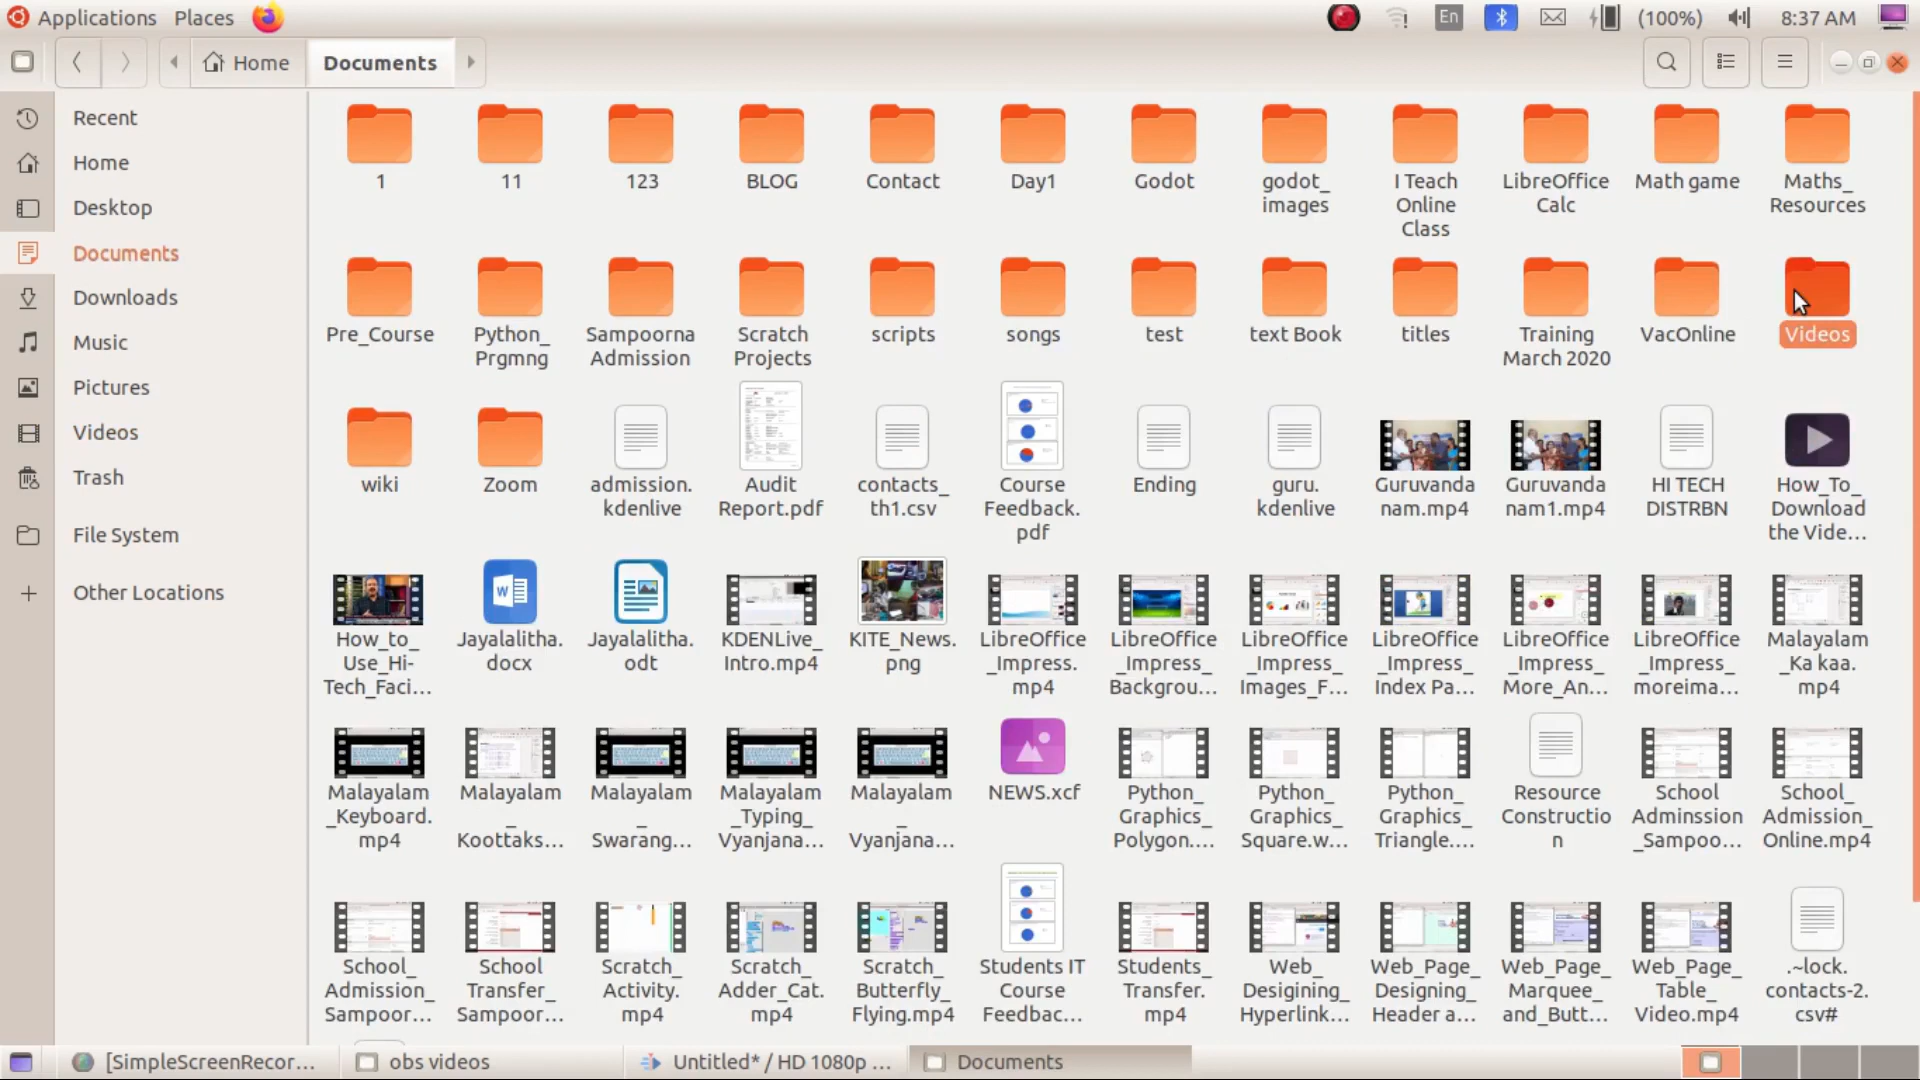 Applications Places En (100%) 8:37 AM
Home Documents
Recent
Home
Desktop
Documents
Downloads
Music
Pictures
Videos
Trash
File System
Other Locations
1
11
123
BLOG
Contact
Day1
Godot
godot_
images
I Teach
Online
Class
LibreOffice
Calc
Math game
Maths_
Resources
Pre_Course
Python_
Prgmng
Sampoorna
Admission
Scratch
Projects
scripts
songs
test
text Book
titles
Training
March 2020
VacOnline
Videos
wiki
Zoom
admission.
kdenlive
Audit
Report.pdf
contacts_
th1.csv
Course
Feedback.
pdf
Ending
guru.
kdenlive
Guruvanda
nam.mp4
Guruvanda
nam1.mp4
HI TECH
DISTRBN
How_To_
Download
the Vide...
How_to_
Use_Hi-
Tech_Faci...
W
Jayalalitha.
docx
Jayalalitha.
odt
KDENLive_
Intro.mp4
KITE_News.
png
LibreOffice
_Impress.
mp4
LibreOffice
_Impress_
Backgrou...
LibreOffice
_Impress_
Images_F...
LibreOffice
_Impress_
Index Pa...
LibreOffice
_Impress_
More_An...
LibreOffice
_Impress_
moreima...
Malayalam
_Ka kaa.
mp4
Malayalam
_Keyboard.
mp4
Malayalam
_
Koottaks...
Malayalam
_
Swarang...
Malayalam
_Typing_
Vyanjana...
Malayalam
_
Vyanjana...
NEWS.xcf
Python_
Graphics_
Polygon....
Python_
Graphics_
Square.w...
Python_
Graphics_
Triangle....
Resource
Constructio
n
School
Adminssion
_Sampoo...
School_
Admission_
Online.mp4
School_
Admission_
Sampoor...
School
Transfer_
Sampoor...
Scratch_
Activity.
mp4
Scratch_
Adder_Cat.
mp4
Scratch_
Butterfly_
Flying.mp4
Students IT
Course
Feedbac...
Students_
Transfer.
mp4
Web_
Desigining_
Hyperlink...
Web_Page_
Designing_
Header a...
Web_Page_
Marquee_
and_Butt...
Web_Page_
Table_
Video.mp4
.~lock.
contacts-2.
csv#
[SimpleScreenRecor... obs videos Untitled* / HD 1080p ... Documents